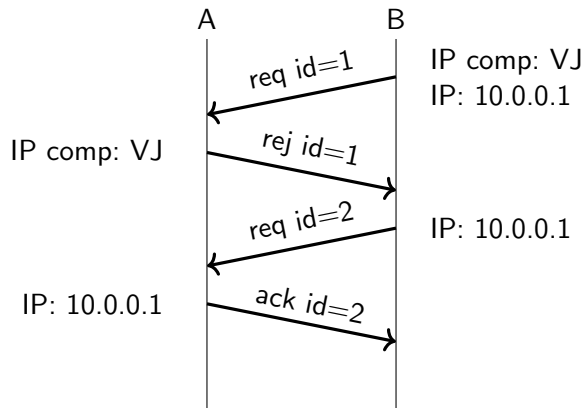 A
B
req id=1
IP comp: VJ
IP: 10.0.0.1
IP comp: VJ
rej id=1
req id=2
IP: 10.0.0.1
IP: 10.0.0.1
ack id=2